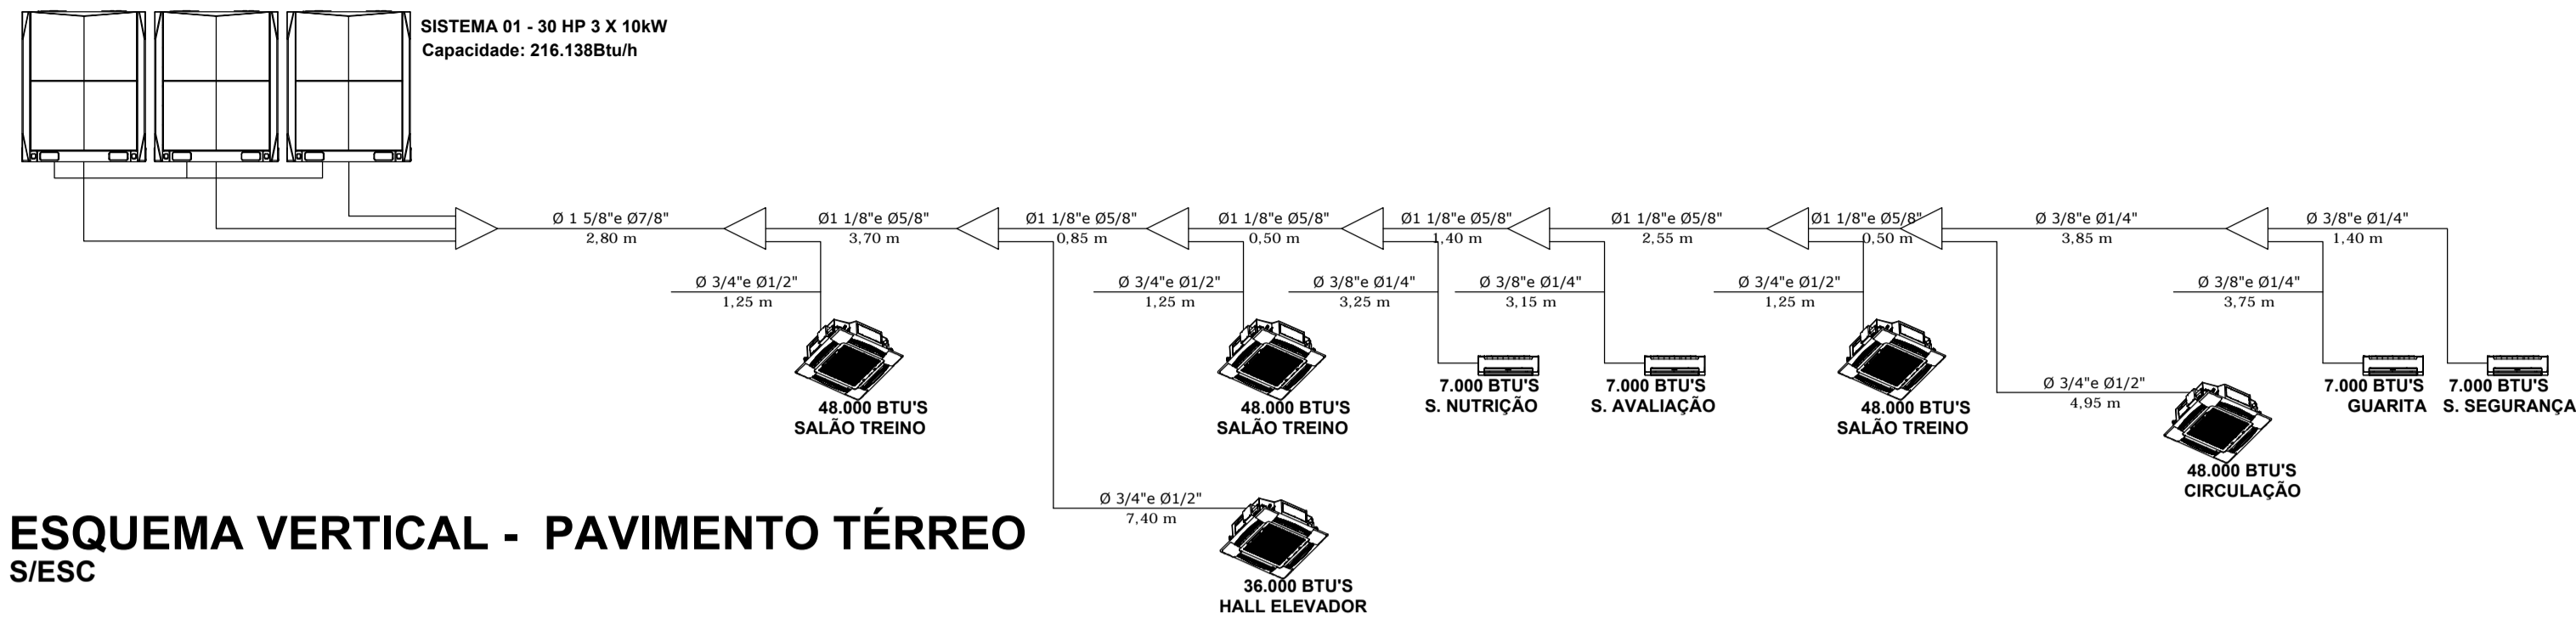 SISTEMA 01 - 30 HP 3 X 10kW
Capacidade: 216.138Btu/h
Ø 1 5/8"e Ø7/8"
2,80 m
Ø1 1/8"e Ø5/8"
3,70 m
Ø1 1/8"e Ø5/8"
0,85 m
Ø1 1/8"e Ø5/8"
0,50 m
Ø1 1/8"e Ø5/8"
1,40 m
Ø1 1/8"e Ø5/8"
2,55 m
Ø1 1/8"e Ø5/8"
0,50 m
Ø 3/8"e Ø1/4"
3,85 m
Ø 3/8"e Ø1/4"
1,40 m
Ø 3/4"e Ø1/2"
1,25 m
Ø 3/4"e Ø1/2"
1,25 m
Ø 3/8"e Ø1/4"
3,25 m
Ø 3/8"e Ø1/4"
3,15 m
Ø 3/4"e Ø1/2"
1,25 m
Ø 3/8"e Ø1/4"
3,75 m
48.000 BTU'S
SALÃO TREINO
48.000 BTU'S
SALÃO TREINO
7.000 BTU'S
S. NUTRIÇÃO
7.000 BTU'S
S. AVALIAÇÃO
48.000 BTU'S
SALÃO TREINO
Ø 3/4"e Ø1/2"
4,95 m
7.000 BTU'S
GUARITA
7.000 BTU'S
S. SEGURANÇA
48.000 BTU'S
CIRCULAÇÃO
Ø 3/4"e Ø1/2"
7,40 m
36.000 BTU'S
HALL ELEVADOR
ESQUEMA VERTICAL - PAVIMENTO TÉRREO
S/ESC